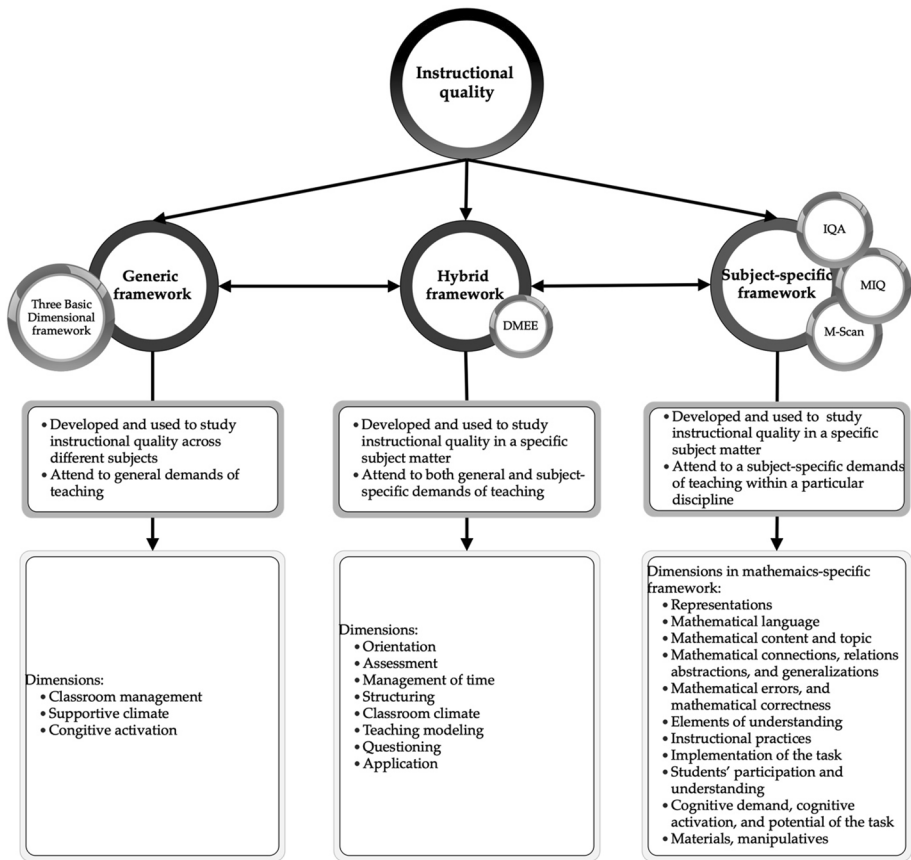 Instructional
quality
Generic
framework
Three Basic
Dimensional
framework
Hybrid
framework
DMEE
Subject-specific
framework
IQA
MIQ
M-Scan
• Developed and used to study
instructional quality across
different subjects
• Attend to general demands of
teaching
• Developed and used to study
instructional quality in a specific
subject matter
• Attend to both general and subject-
specific demands of teaching
• Developed and used to study
instructional quality in a specific
subject matter
• Attend to a subject-specific demands
of teaching within a particular
discipline
Dimensions:
• Classroom management
• Supportive climate
• Congitive activation
Dimensions:
• Orientation
• Assessment
• Management of time
• Structuring
• Classroom climate
• Teaching modeling
• Questioning
• Application
Dimensions in mathemaics-specific
framework:
• Representations
• Mathematical language
• Mathematical content and topic
• Mathematical connections, relations
abstractions, and generalizations
• Mathematical errors, and
mathematical correctness
• Elements of understanding
• Instructional practices
• Implementation of the task
• Students’ participation and
understanding
• Cognitive demand, cognitive
activation, and potential of the task
• Materials, manipulatives